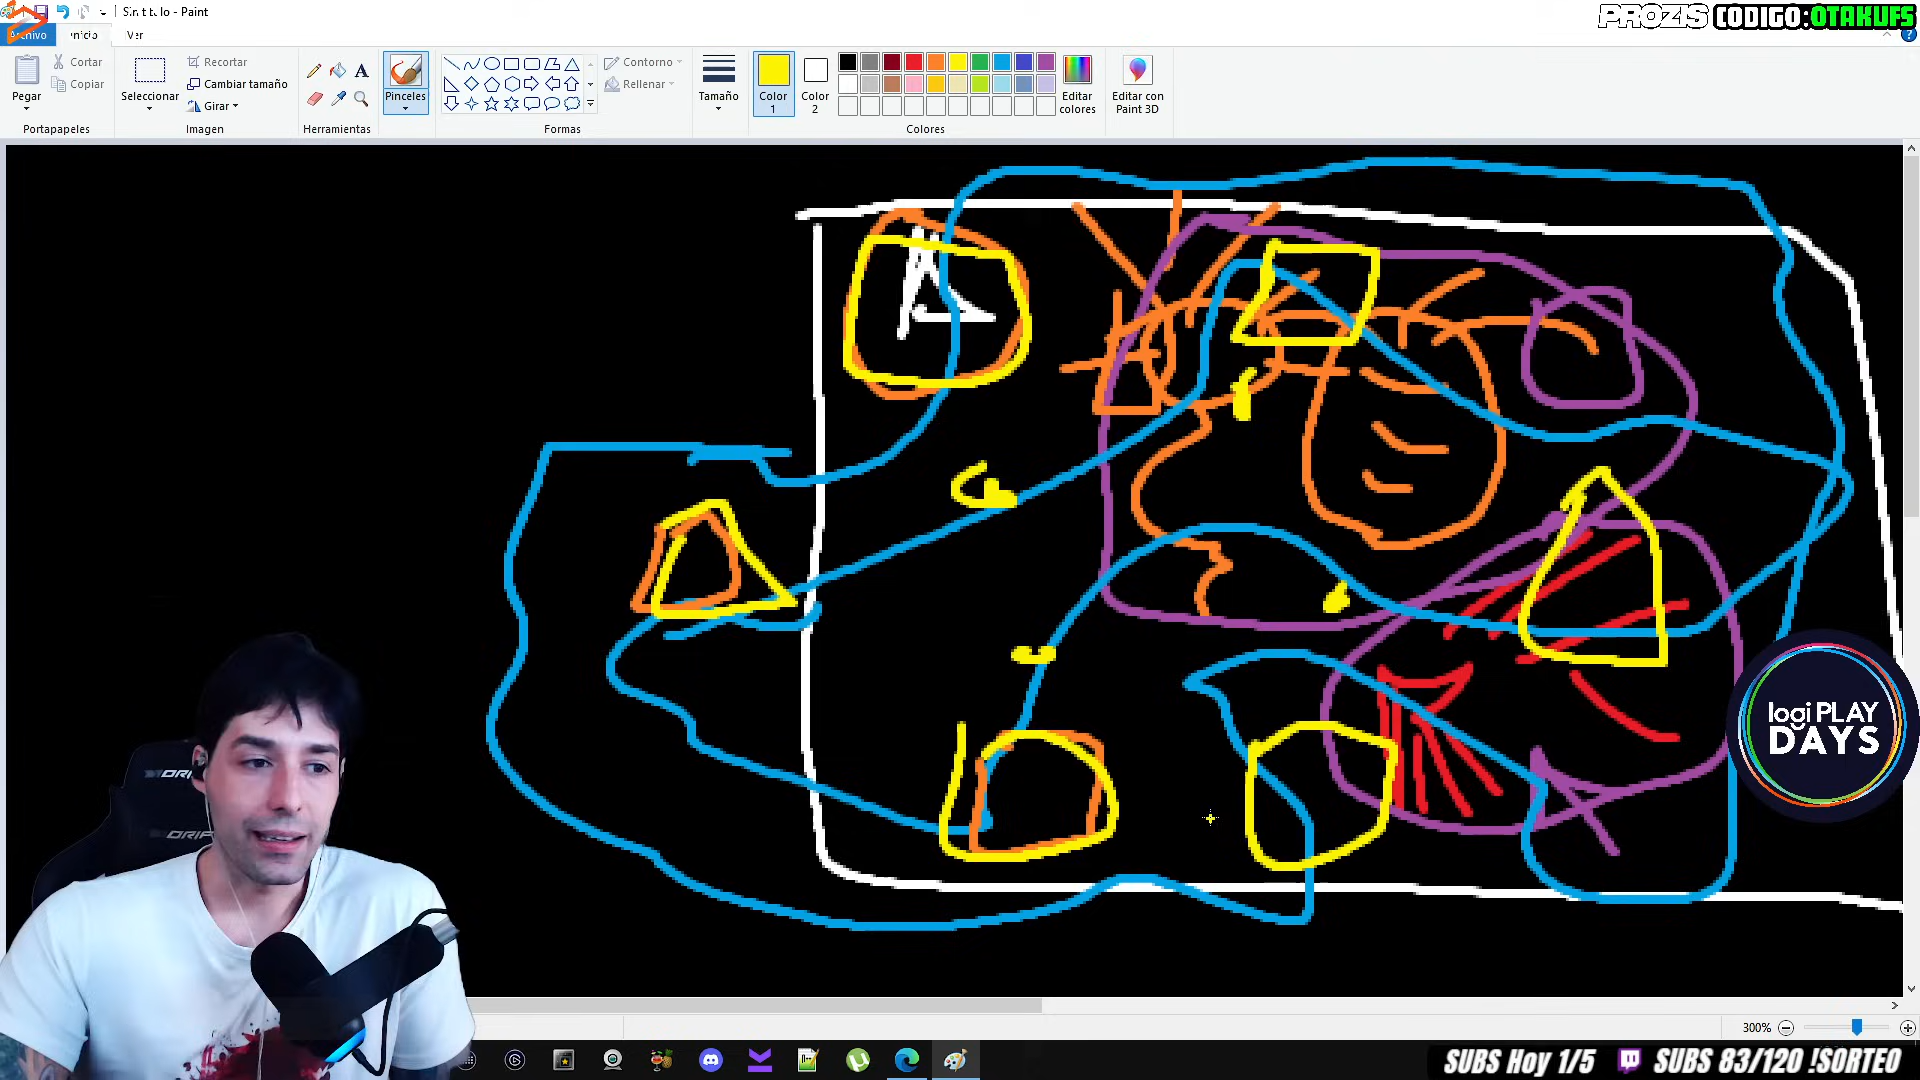 Sin título - Paint
PROZIS CODIGO:OTAKUFS
Archivo Inicio Ver
Pegar
Cortar
Copiar
Portapapeles
Seleccionar
Recortar
Cambiar tamaño
Girar
Imagen
Herramientas
Pinceles
Contorno
Rellenar
Formas
Tamaño
Color
1
Color
2
Editar
colores
Colores
Editar con
Paint 3D
logi PLAY
DAYS
300%
SUBS Hoy 1/5 SUBS 83/120 !SORTEO